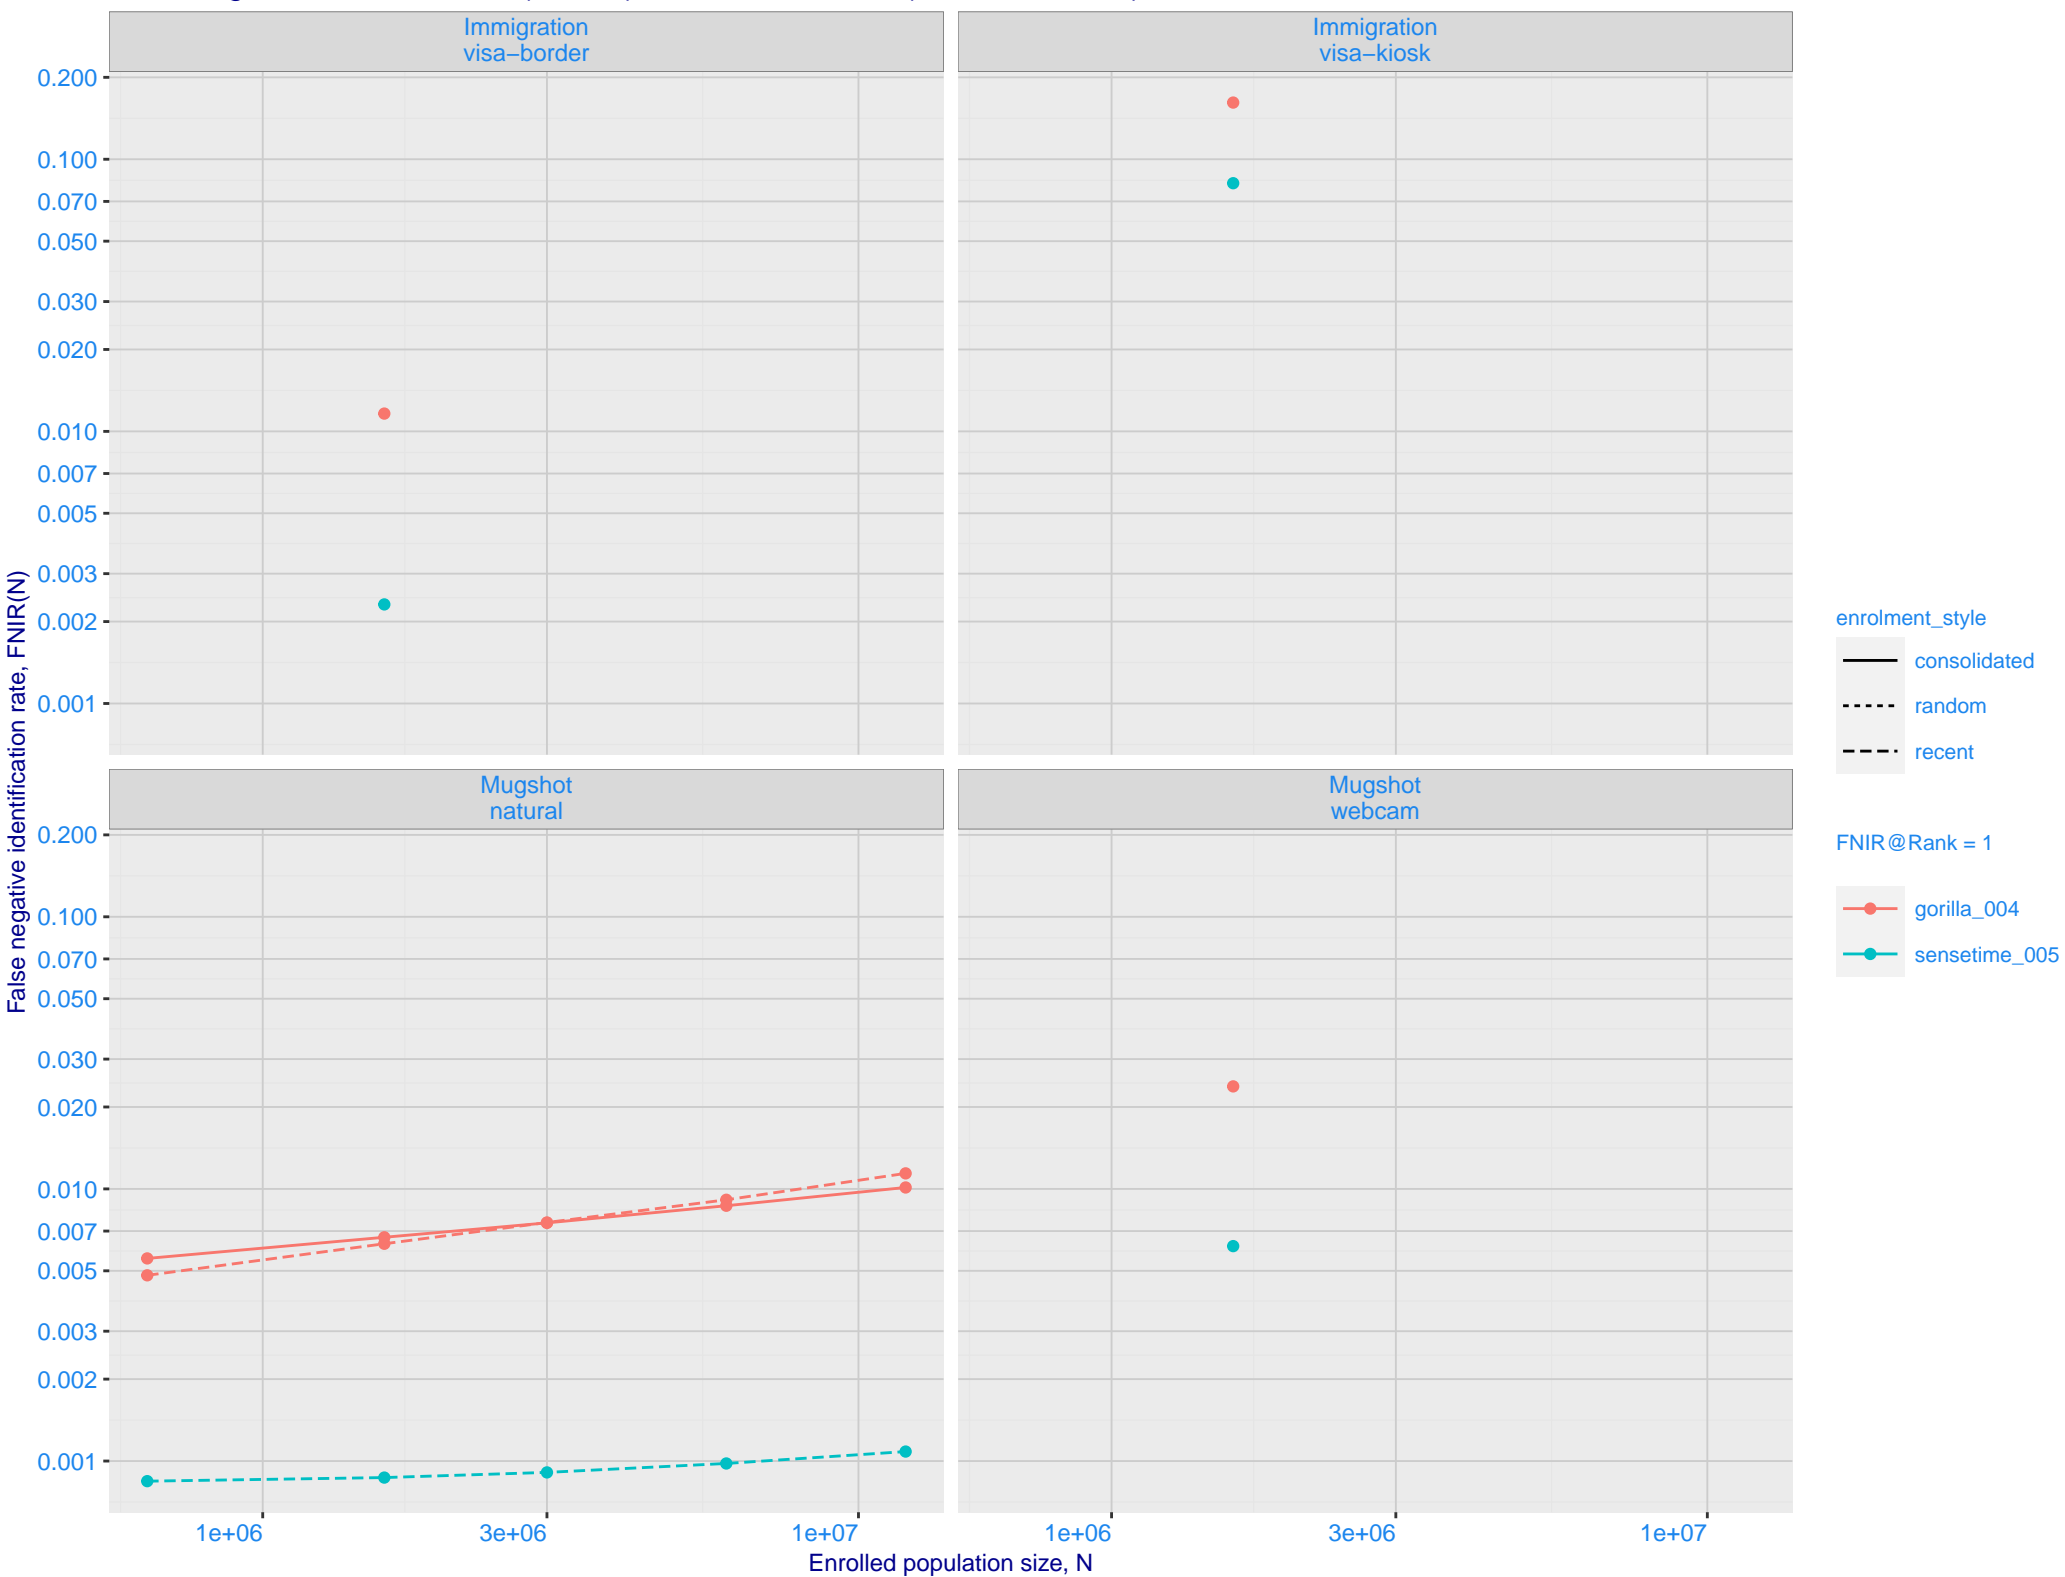 Immigration
visa−border
Immigration
visa−kiosk
0.200
0.100
0.070
0.050
0.030
0.020
0.010
0.007
0.005
0.003
0.002
0.001
Mugshot
natural
Mugshot
webcam
0.200
0.100
0.070
0.050
0.030
0.020
0.010
0.007
0.005
0.003
0.002
0.001
False negative identification rate, FNIR(N)
1e+06
3e+06
1e+07
1e+06
3e+06
1e+07
Enrolled population size, N
enrolment_style
consolidated
random
recent
FNIR@Rank = 1
gorilla_004
sensetime_005